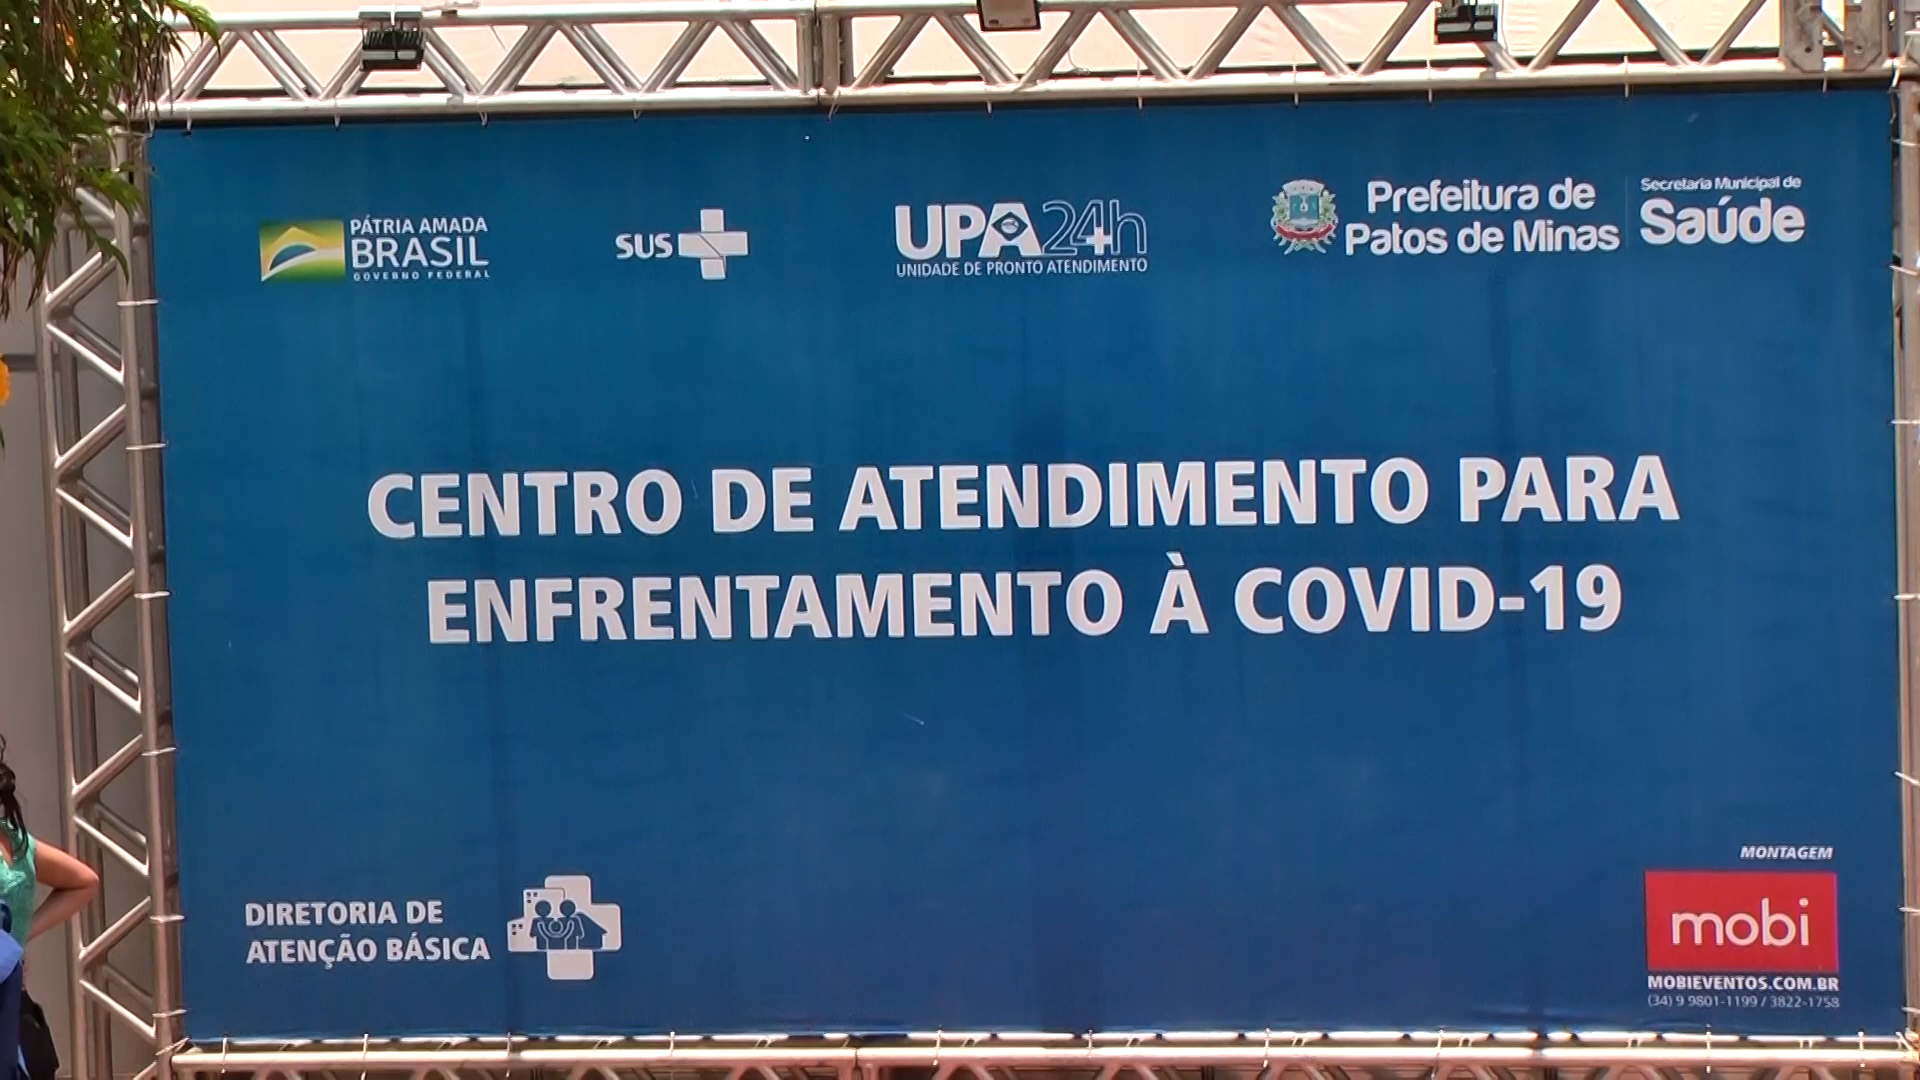 PÁTRIA AMADA
BRASIL
GOVERNO FEDERAL
SUS
UPA 24h
UNIDADE DE PRONTO ATENDIMENTO
Prefeitura de
Patos de Minas
Secretaria Municipal de
Saúde
CENTRO DE ATENDIMENTO PARA
ENFRENTAMENTO À COVID-19
DIRETORIA DE
ATENÇÃO BÁSICA
MONTAGEM
mobi
MOBIEVENTOS.COM.BR
(34) 9 9801-1199 / 3822-1758